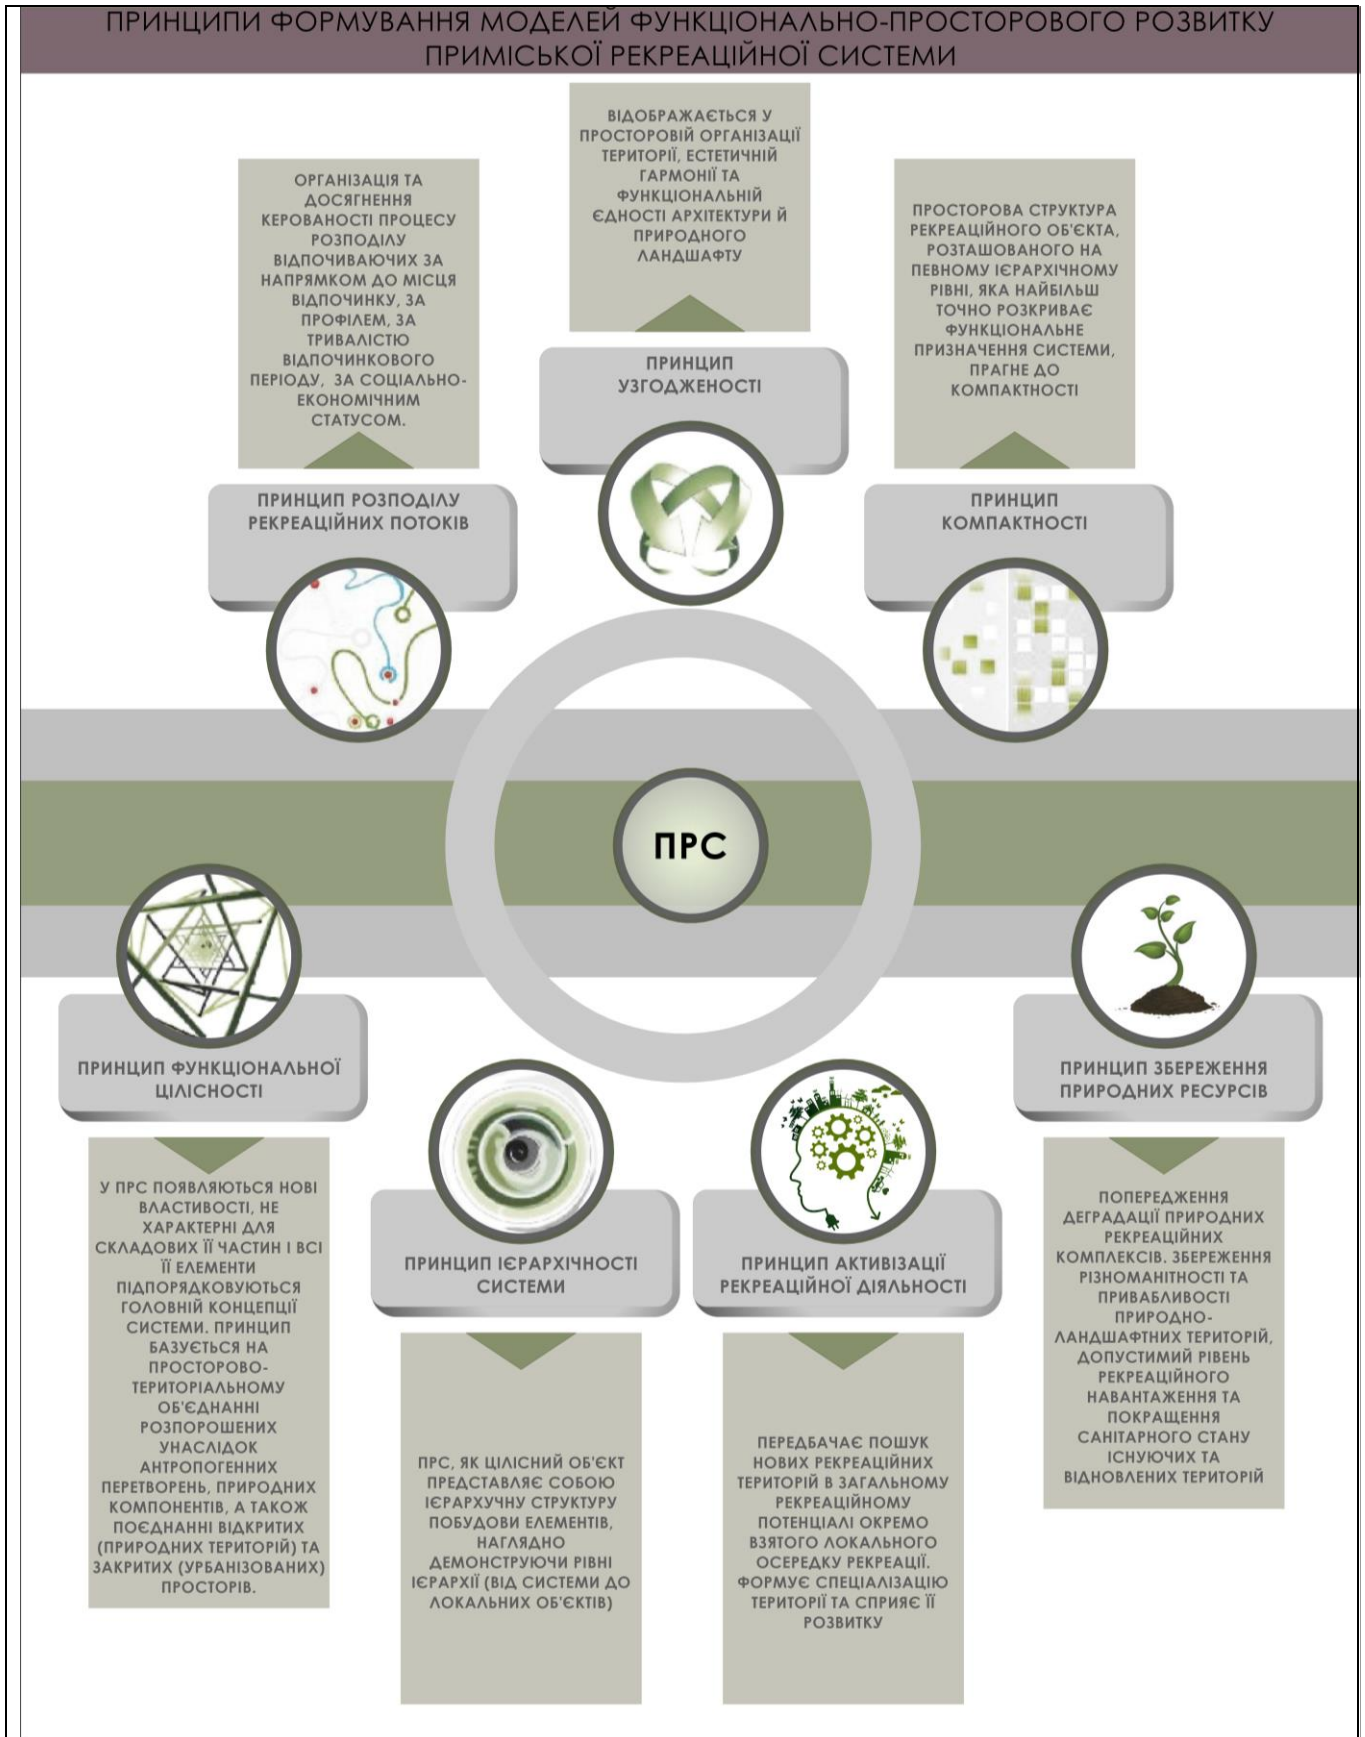 ПРИНЦИПИ ФОРМУВАННЯ МОДЕЛЕЙ ФУНКЦІОНАЛЬНО-ПРОСТОРОВОГО РОЗВИТКУ
ПРИМІСЬКОЇ РЕКРЕАЦІЙНОЇ СИСТЕМИ
ОРГАНІЗАЦІЯ ТА
ДОСЯГНЕННЯ
КЕРОВАНОСТІ ПРОЦЕСУ
РОЗПОДІЛУ
ВІДПОЧИВАЮЧИХ ЗА
НАПРЯМКОМ ДО МІСЦЯ
ВІДПОЧИНКУ, ЗА
ПРОФІЛЕМ, ЗА
ТРИВАЛІСТЮ
ВІДПОЧИНКОВОГО
ПЕРІОДУ, ЗА СОЦІАЛЬНО-
ЕКОНОМІЧНИМ
СТАТУСОМ.
ПРИНЦИП РОЗПОДІЛУ
РЕКРЕАЦІЙНИХ ПОТОКІВ
ВІДОБРАЖАЄТЬСЯ У
ПРОСТОРОВІЙ ОРГАНІЗАЦІЇ
ТЕРИТОРІЇ, ЕСТЕТИЧНІЙ
ГАРМОНІЇ ТА
ФУНКЦІОНАЛЬНІЙ
ЄДНОСТІ АРХІТЕКТУРИ Й
ПРИРОДНОГО
ЛАНДШАФТУ
ПРИНЦИП
УЗГОДЖЕНОСТІ
ПРОСТОРОВА СТРУКТУРА
РЕКРЕАЦІЙНОГО ОБ'ЄКТА,
РОЗТАШОВАНОГО НА
ПЕВНОМУ ІЄРАРХІЧНОМУ
РІВНІ, ЯКА НАЙБІЛЬШ
ТОЧНО РОЗКРИВАЄ
ФУНКЦІОНАЛЬНЕ
ПРИЗНАЧЕННЯ СИСТЕМИ,
ПРАГНЕ ДО
КОМПАКТНОСТІ
ПРИНЦИП
КОМПАКТНОСТІ
ПРС
ПРИНЦИП ФУНКЦІОНАЛЬНОЇ
ЦІЛІСНОСТІ
У ПРС ПОЯВЛЯЮТЬСЯ НОВІ
ВЛАСТИВОСТІ, НЕ
ХАРАКТЕРНІ ДЛЯ
СКЛАДОВИХ ЇЇ ЧАСТИН І ВСІ
ЇЇ ЕЛЕМЕНТИ
ПІДПОРЯДКОВУЮТЬСЯ
ГОЛОВНІЙ КОНЦЕПЦІЇ
СИСТЕМИ. ПРИНЦИП
БАЗУЄТЬСЯ НА
ПРОСТОРОВО-
ТЕРИТОРІАЛЬНОМУ
ОБ'ЄДНАННІ
РОЗПОРОШЕНИХ
УНАСЛІДОК
АНТРОПОГЕННИХ
ПЕРЕТВОРЕНЬ, ПРИРОДНИХ
КОМПОНЕНТІВ, А ТАКОЖ
ПОЄДНАННІ ВІДКРИТИХ
(ПРИРОДНИХ ТЕРИТОРІЙ) ТА
ЗАКРИТИХ (УРБАНІЗОВАНИХ)
ПРОСТОРІВ.
ПРИНЦИП ІЄРАРХІЧНОСТІ
СИСТЕМИ
ПРС, ЯК ЦІЛІСНИЙ ОБ'ЄКТ
ПРЕДСТАВЛЯЄ СОБОЮ
ІЄРАРХУЧНУ СТРУКТУРУ
ПОБУДОВИ ЕЛЕМЕНТІВ,
НАГЛЯДНО
ДЕМОНСТРУЮЧИ РІВНІ
ІЄРАРХІЇ (ВІД СИСТЕМИ ДО
ЛОКАЛЬНИХ ОБ'ЄКТІВ)
ПРИНЦИП АКТИВІЗАЦІЇ
РЕКРЕАЦІЙНОЇ ДІЯЛЬНОСТІ
ПЕРЕДБАЧАЄ ПОШУК
НОВИХ РЕКРЕАЦІЙНИХ
ТЕРИТОРІЙ В ЗАГАЛЬНОМУ
РЕКРЕАЦІЙНОМУ
ПОТЕНЦІАЛІ ОКРЕМО
ВЗЯТОГО ЛОКАЛЬНОГО
ОСЕРЕДКУ РЕКРЕАЦІЇ.
ФОРМУЄ СПЕЦІАЛІЗАЦІЮ
ТЕРИТОРІЇ ТА СПРИЯЄ ЇЇ
РОЗВИТКУ
ПРИНЦИП ЗБЕРЕЖЕННЯ
ПРИРОДНИХ РЕСУРСІВ
ПОПЕРЕДЖЕННЯ
ДЕГРАДАЦІЇ ПРИРОДНИХ
РЕКРЕАЦІЙНИХ
КОМПЛЕКСІВ. ЗБЕРЕЖЕННЯ
РІЗНОМАНІТНОСТІ ТА
ПРИВАБЛИВОСТІ
ПРИРОДНО-
ЛАНДШАФТНИХ ТЕРИТОРІЙ,
ДОПУСТИМИЙ РІВЕНЬ
РЕКРЕАЦІЙНОГО
НАВАНТАЖЕННЯ ТА
ПОКРАЩЕННЯ
САНІТАРНОГО СТАНУ
ІСНУЮЧИХ ТА
ВІДНОВЛЕНИХ ТЕРИТОРІЙ